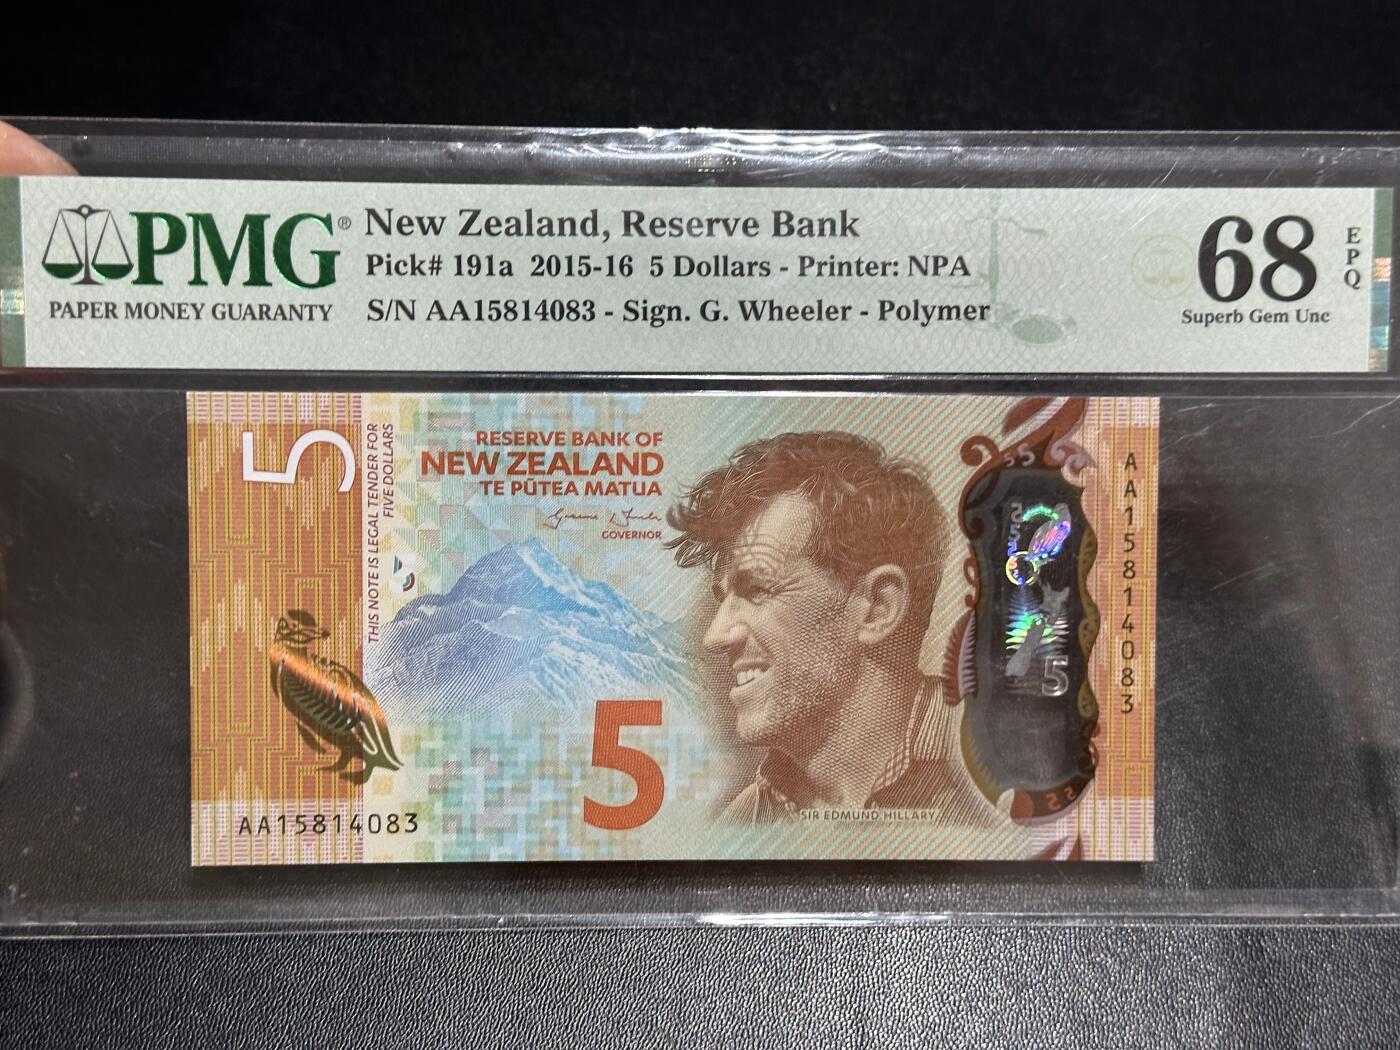 PMG®
PAPER MONEY GUARANTY
New Zealand, Reserve Bank
Pick# 191a 2015-16 5 Dollars - Printer: NPA
S/N AA15814083 - Sign. G. Wheeler - Polymer
68
EPQ
Superb Gem Unc
5
THIS NOTE IS LEGAL TENDER FOR
FIVE DOLLARS
RESERVE BANK OF
NEW ZEALAND
TE PŪTEA MATUA
GOVERNOR
5
SIR EDMUND HILLARY
AA15814083
AA15814083
5